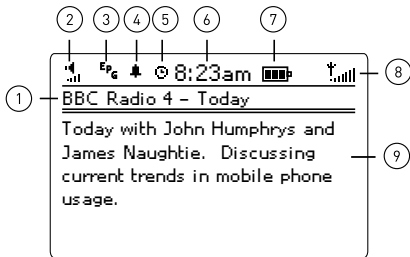 2 3 4 5 6 7
EPG 8:23am 8
1 BBC Radio 4 – Today
Today with John Humphrys and
James Naughtie. Discussing 9
current trends in mobile phone
usage.